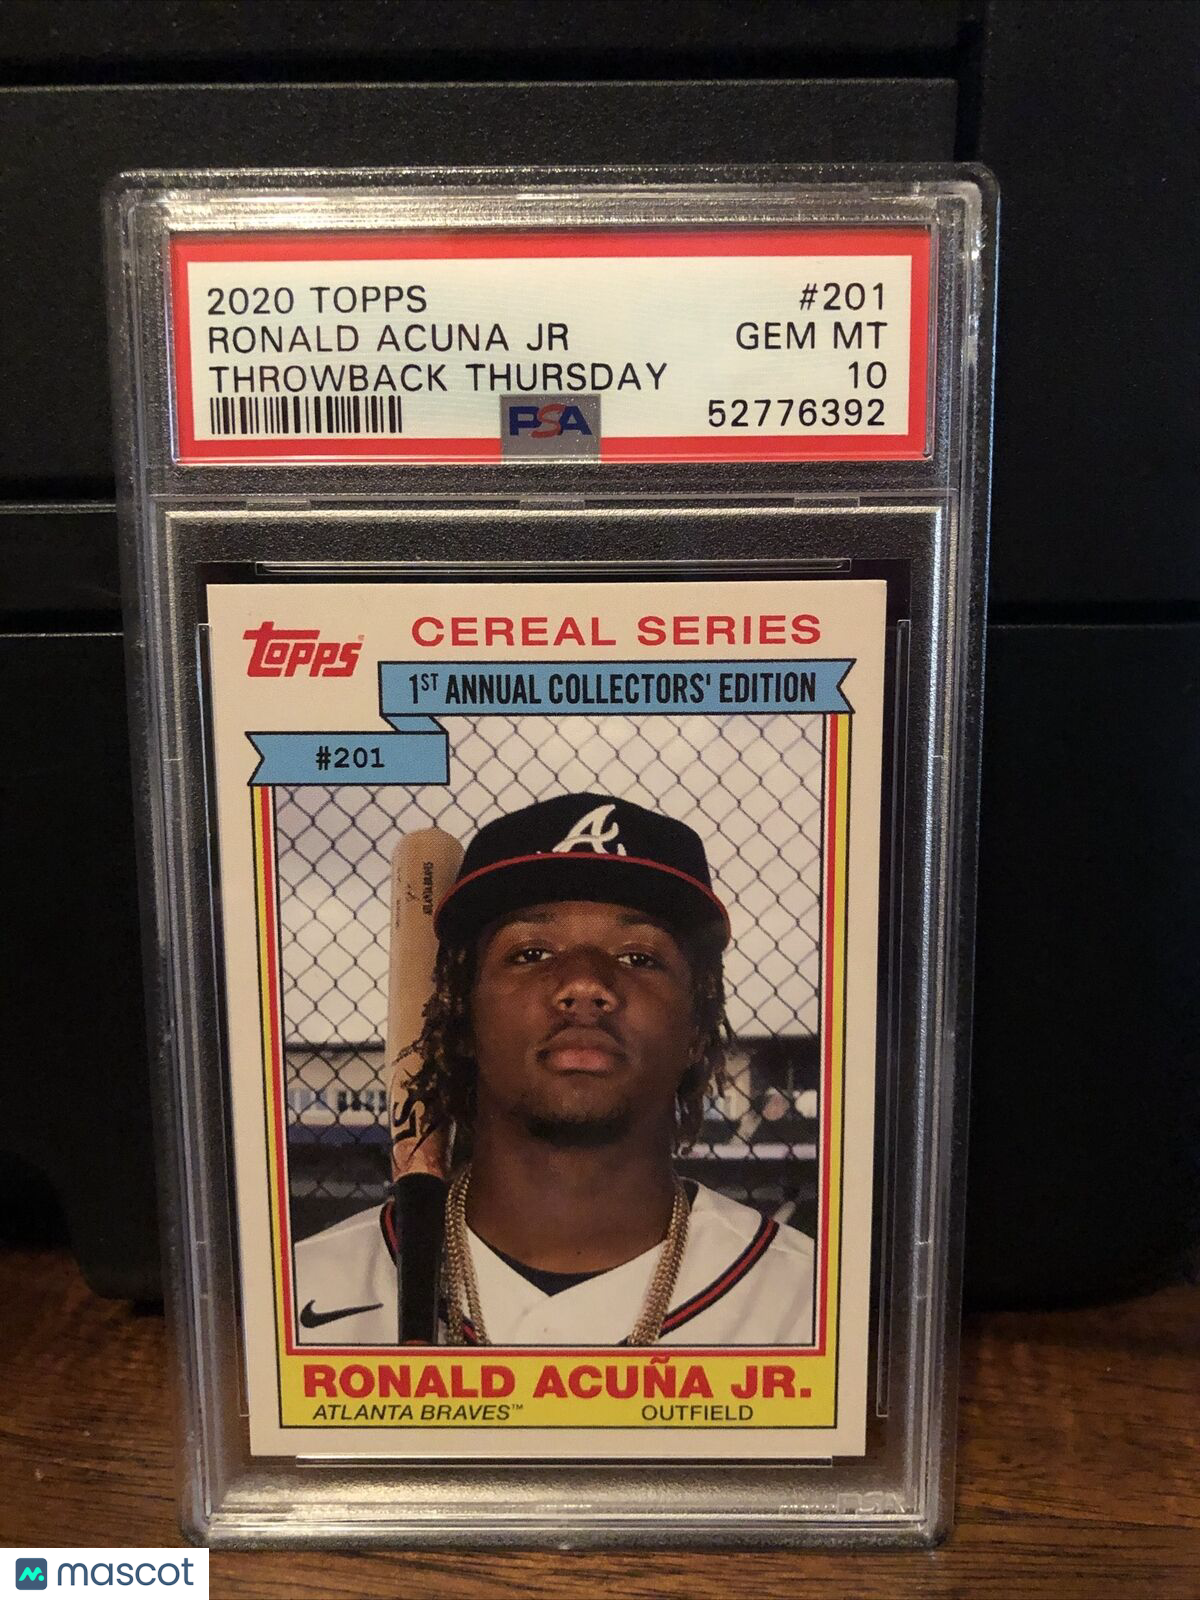 2020 TOPPS #201
RONALD ACUNA JR GEM MT
THROWBACK THURSDAY 10
PSA 52776392
Topps
CEREAL SERIES
1ST ANNUAL COLLECTORS' EDITION
#201
A
RONALD ACUÑA JR.
ATLANTA BRAVES™ OUTFIELD
PSA
mascot